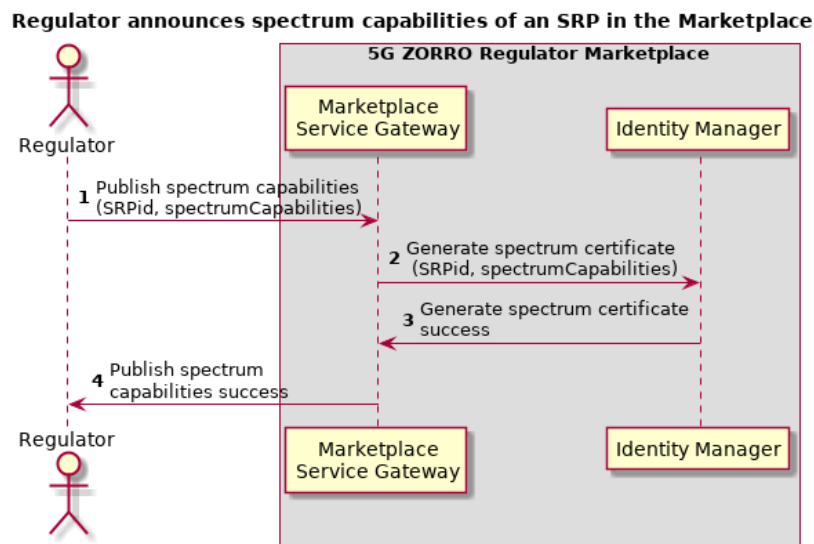 Regulator announces spectrum capabilities of an SRP in the Marketplace
5G ZORRO Regulator Marketplace
Regulator
Marketplace
Service Gateway
Identity Manager
1 Publish spectrum capabilities
(SRPid, spectrumCapabilities)
2 Generate spectrum certificate
(SRPid, spectrumCapabilities)
3 Generate spectrum certificate
success
4 Publish spectrum
capabilities success
Regulator
Marketplace
Service Gateway
Identity Manager